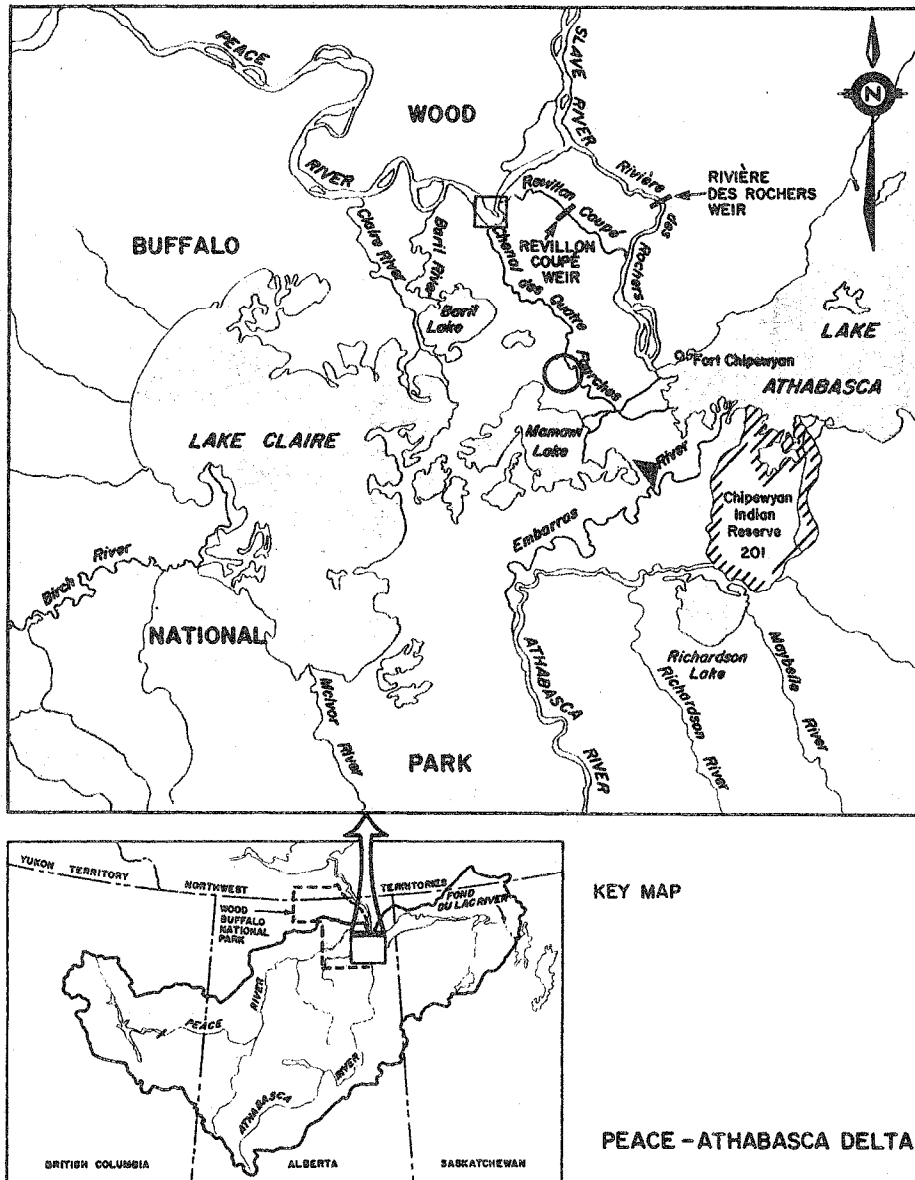 PEACE
RIVER
WOOD
SLAVE RIVER
N
Rivière
des
Rochers
RIVIÈRE
DES ROCHERS
WEIR
Revillon Coupé
REVILLON
COUPÉ
WEIR
BUFFALO
Claire River
Baril River
Baril
Lake
Chenal des Quatre
Fourches
Fort Chipewyan
LAKE
ATHABASCA
LAKE CLAIRE
Mamawi
Lake
Embarras
River
Chipewyan
Indian
Reserve
201
Birch River
NATIONAL
McIvor
River
PARK
ATHABASCA
RIVER
Richardson
Lake
Richardson
River
Maybelle
River
YUKON TERRITORY
NORTHWEST
TERRITORIES
WOOD
BUFFALO
NATIONAL
PARK
FOND
DU LAC RIVER
PEACE
RIVER
ATHABASCA
RIVER
BRITISH COLUMBIA
ALBERTA
SASKATCHEWAN
KEY MAP
PEACE-ATHABASCA DELTA